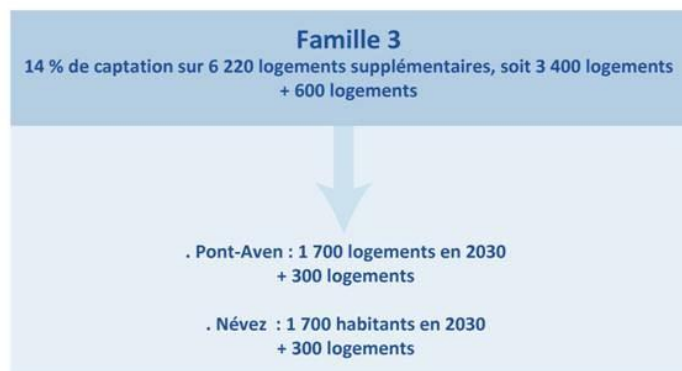 Famille 3
14 % de captation sur 6 220 logements supplémentaires, soit 3 400 logements
+ 600 logements
. Pont-Aven : 1 700 logements en 2030
+ 300 logements
. Névez : 1 700 habitants en 2030
+ 300 logements